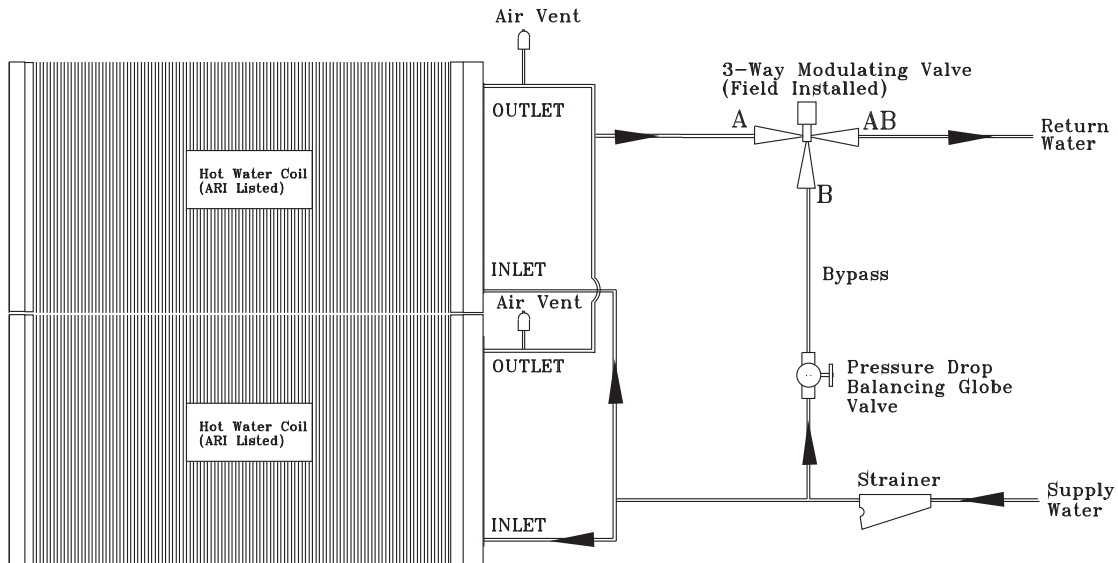 Air Vent
3-Way Modulating Valve
(Field Installed)
OUTLET
A
AB
Return
Water
Hot Water Coil
(ARI Listed)
B
INLET
Bypass
Air Vent
OUTLET
Pressure Drop
Balancing Globe
Valve
Hot Water Coil
(ARI Listed)
Strainer
Supply
Water
INLET